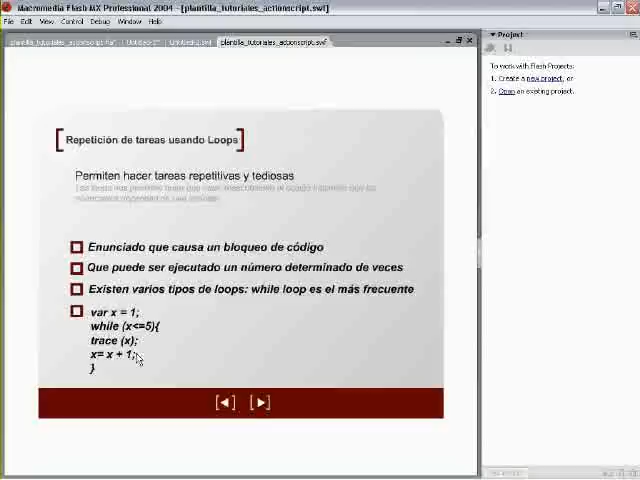 Macromedia Flash MX Professional 2004 - [plantilla_tutoriales_actionscript.swf]
File Edit View Control Debug Window Help
plantilla_tutoriales_actionscript.swf
Project
To work with Flash Projects:
1. Create a new project, or
2. Open an existing project.
Repetición de tareas usando Loops
Permiten hacer tareas repetitivas y tediosas
Enunciado que causa un bloqueo de código
Que puede ser ejecutado un número determinado de veces
Existen varios tipos de loops: while loop es el más frecuente
var x = 1;
while (x<=5){
trace (x);
x= x + 1;
}